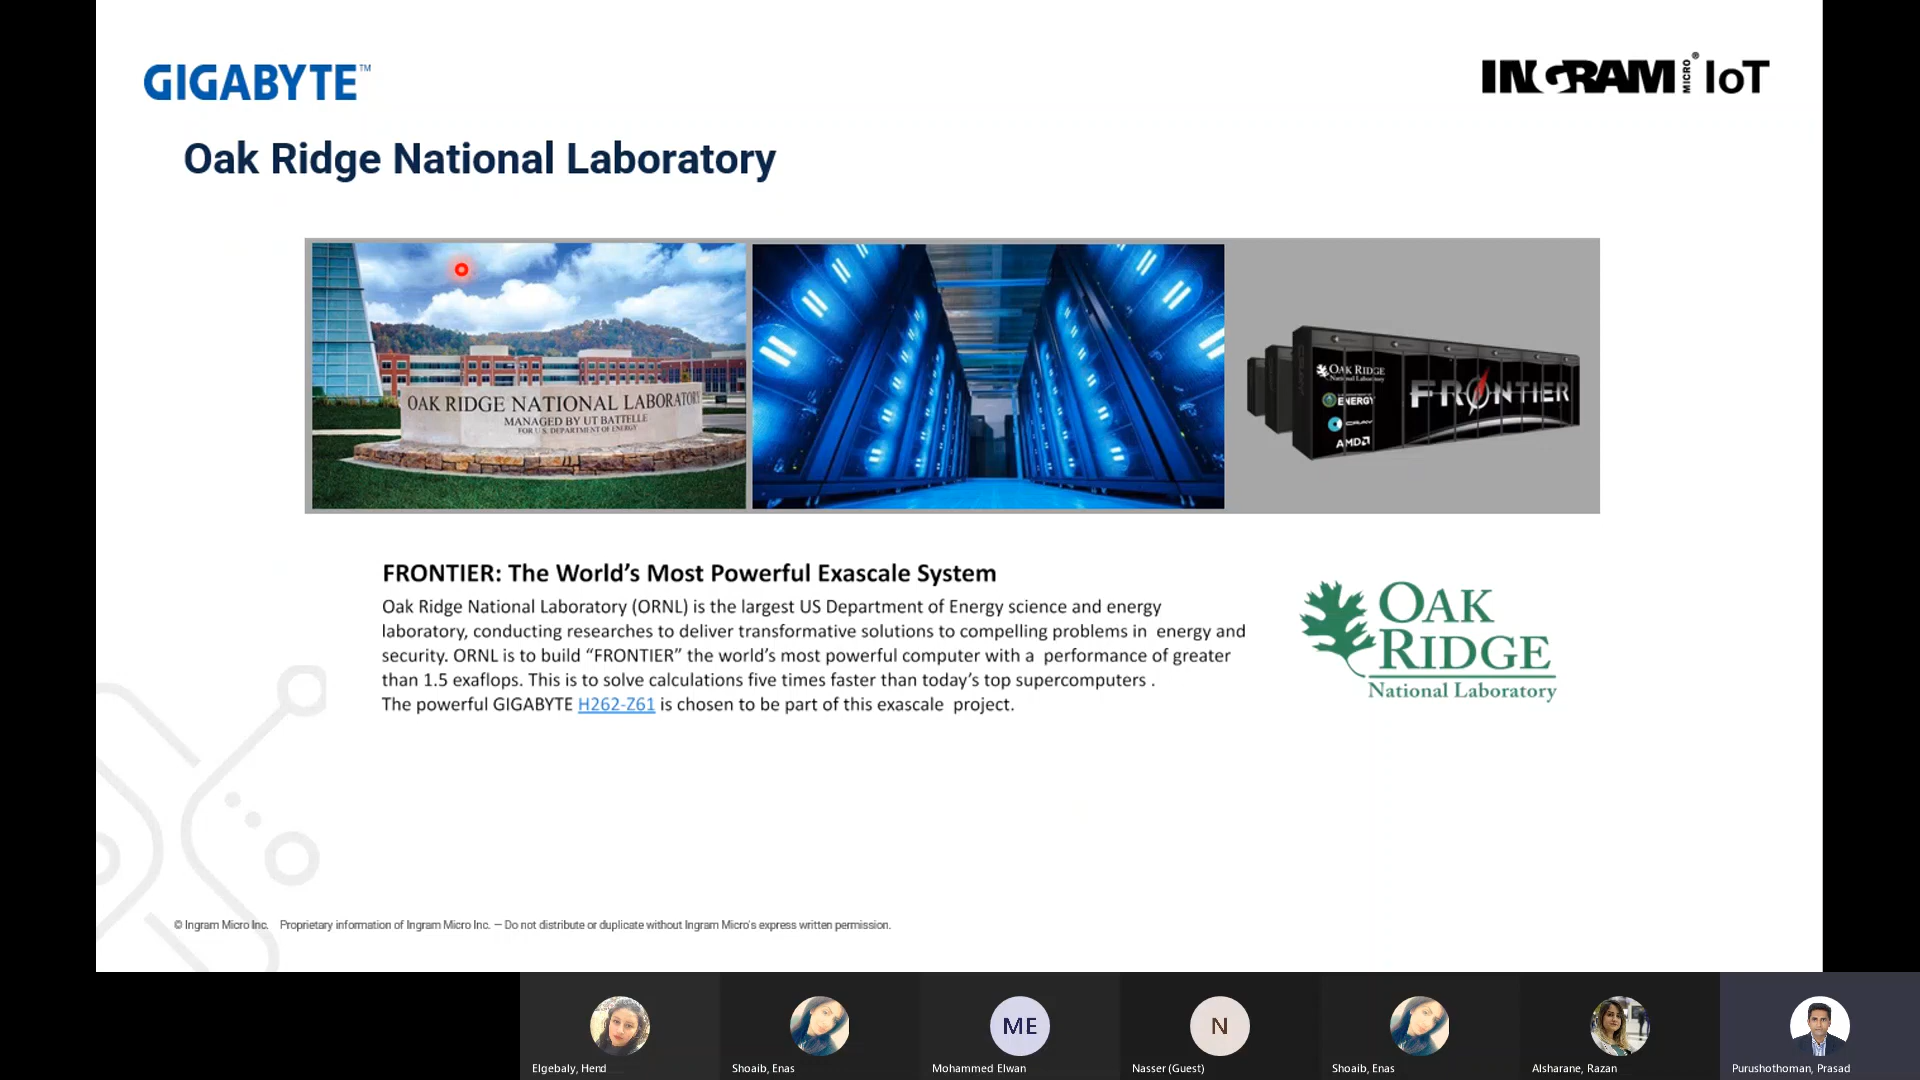 GIGABYTE™
INGRAM MICRO® IoT
Oak Ridge National Laboratory
OAK RIDGE NATIONAL LABORATORY
MANAGED BY UT BATTELLE
FOR U.S. DEPARTMENT OF ENERGY
OAK RIDGE
National Laboratory
ENERGY
CRAY
AMD
FRONTIER
FRONTIER: The World’s Most Powerful Exascale System
Oak Ridge National Laboratory (ORNL) is the largest US Department of Energy science and energy
laboratory, conducting researches to deliver transformative solutions to compelling problems in energy and
security. ORNL is to build “FRONTIER” the world’s most powerful computer with a performance of greater
than 1.5 exaflops. This is to solve calculations five times faster than today’s top supercomputers .
The powerful GIGABYTE H262-Z61 is chosen to be part of this exascale project.
OAK
RIDGE
National Laboratory
© Ingram Micro Inc. Proprietary information of Ingram Micro Inc. — Do not distribute or duplicate without Ingram Micro's express written permission.
ME
N
Elgebaly, Hend
Shoaib, Enas
Mohammed Elwan
Nasser (Guest)
Shoaib, Enas
Alsharane, Razan
Purushothoman, Prasad